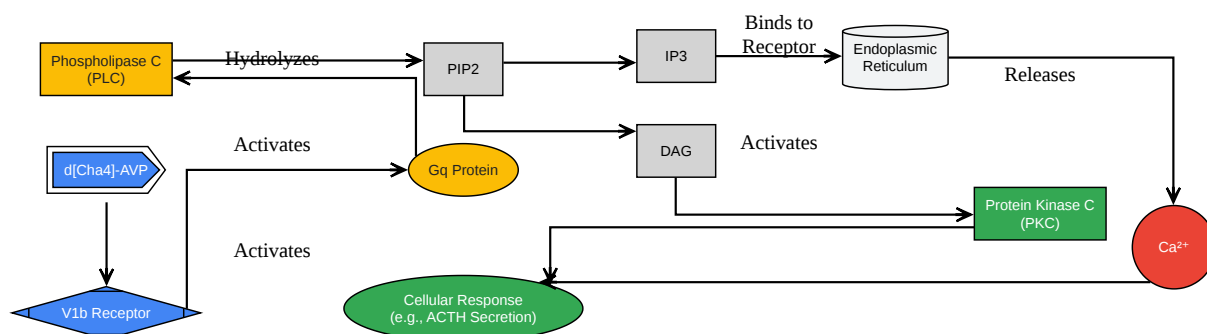 Binds to
Receptor
Phospholipase C
(PLC)
Hydrolyzes
PIP2
IP3
Endoplasmic
Reticulum
Releases
Activates
DAG
Activates
d[Cha4]-AVP
Gq Protein
Protein Kinase C
(PKC)
Activates
Ca²⁺
V1b Receptor
Cellular Response
(e.g., ACTH Secretion)